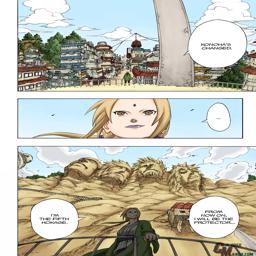 KONOHA'S
CHANGED.
...
I'M
THE FIFTH
HOKAGE.
FROM
NOW ON,
I WILL BE THE
PROTECTOR...